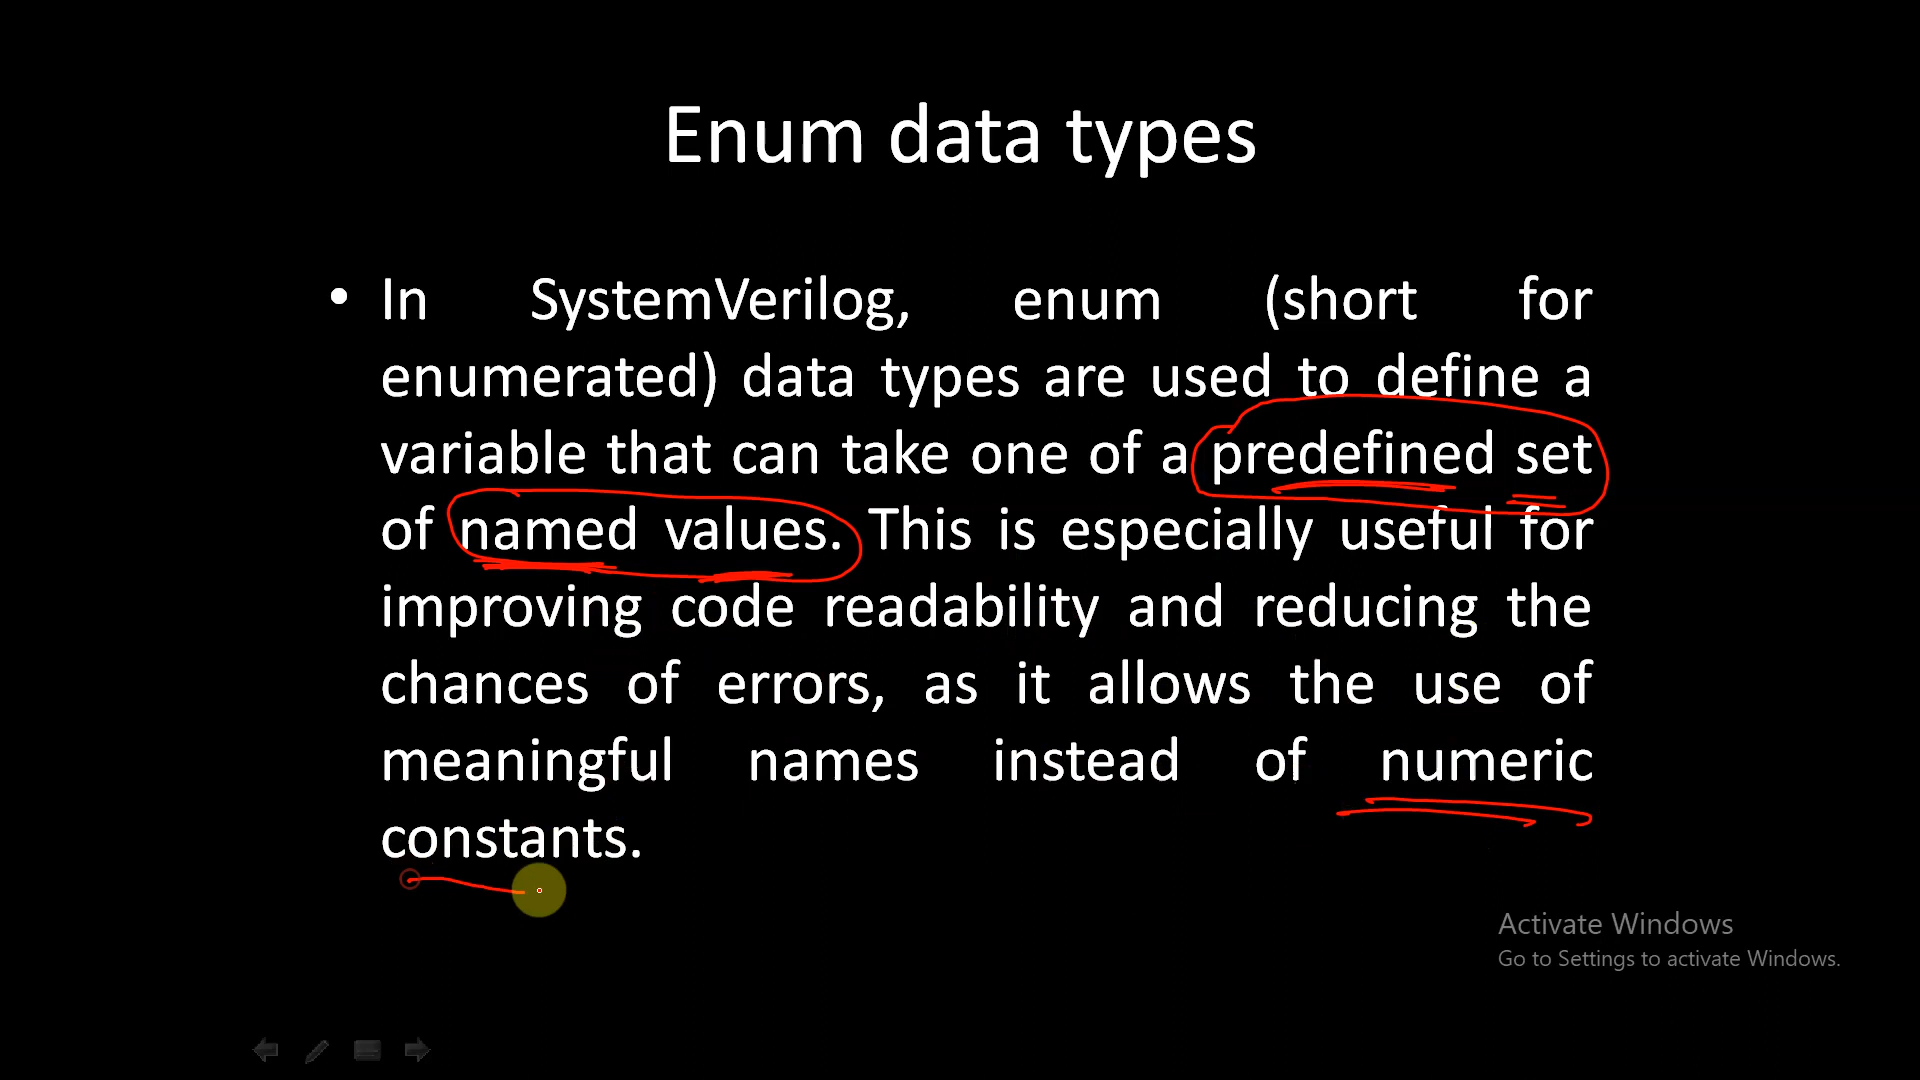 Enum data types
• In SystemVerilog, enum (short for
enumerated) data types are used to define a
variable that can take one of a predefined set
of named values. This is especially useful for
improving code readability and reducing the
chances of errors, as it allows the use of
meaningful names instead of numeric
constants.
Activate Windows
Go to Settings to activate Windows.